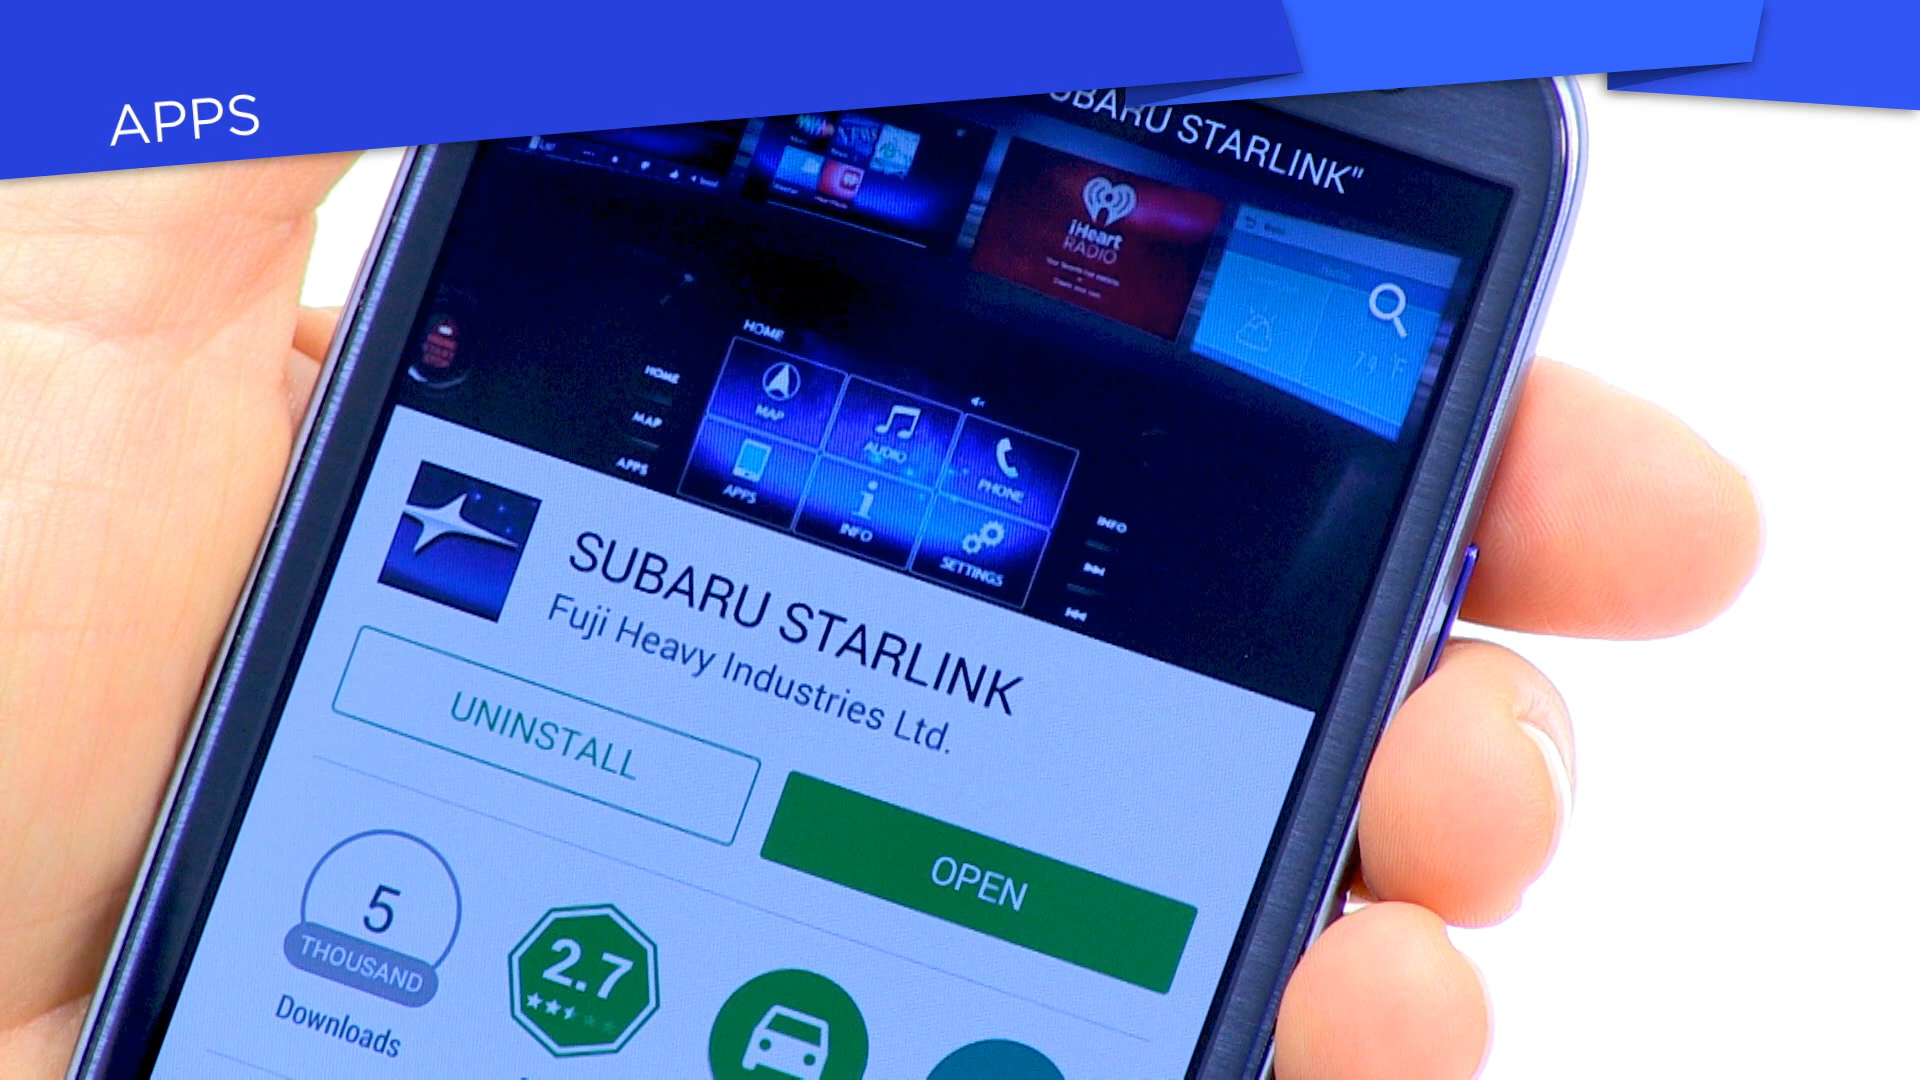 APPS
UBARU STARLINK"
iHeart
RADIO
HOME
HOME
MAP
APPS
MAP
AUDIO
PHONE
APPS
INFO
SETTINGS
INFO
SUBARU STARLINK
Fuji Heavy Industries Ltd.
UNINSTALL
OPEN
5
THOUSAND
Downloads
2.7